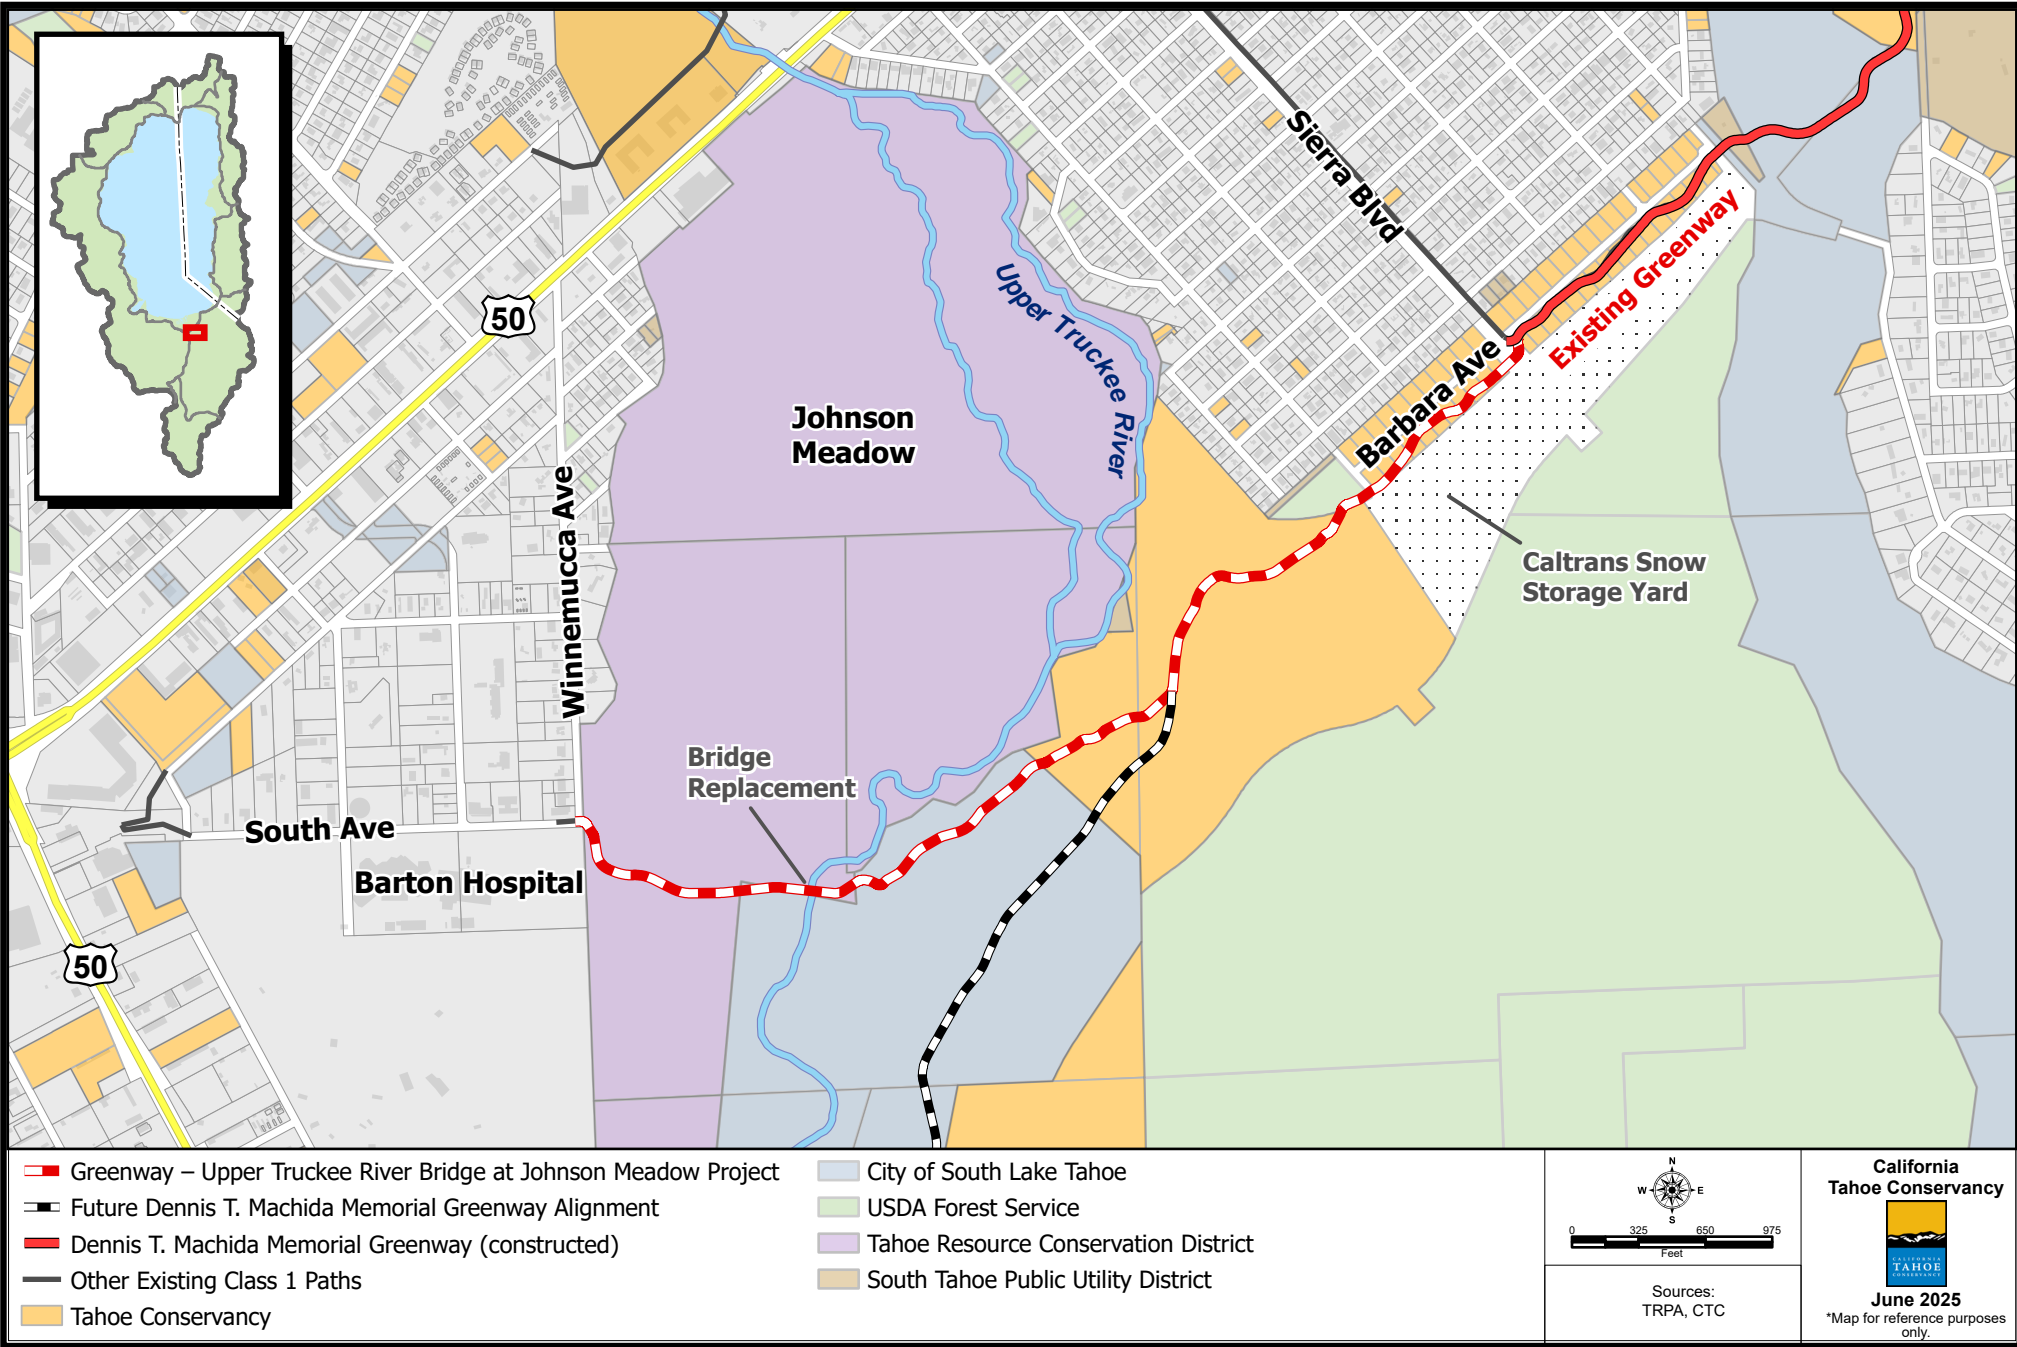 50
Sierra Blvd
Upper Truckee River
Existing Greenway
Barbara Ave
Johnson
Meadow
Winnemucca Ave
Caltrans Snow
Storage Yard
Bridge
Replacement
South Ave
Barton Hospital
50
Greenway – Upper Truckee River Bridge at Johnson Meadow Project
Future Dennis T. Machida Memorial Greenway Alignment
Dennis T. Machida Memorial Greenway (constructed)
Other Existing Class 1 Paths
Tahoe Conservancy
City of South Lake Tahoe
USDA Forest Service
Tahoe Resource Conservation District
South Tahoe Public Utility District
N
W E
S
0 325 650 975
Feet
Sources:
TRPA, CTC
California
Tahoe Conservancy
CALIFORNIA
TAHOE
CONSERVANCY
June 2025
*Map for reference purposes
only.